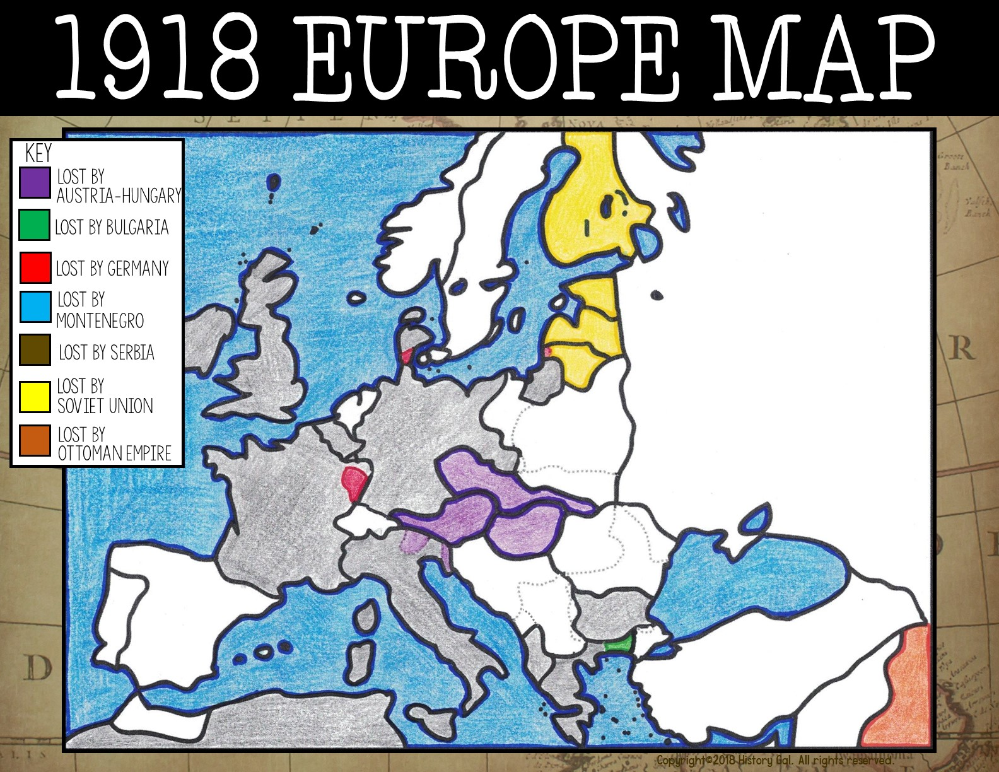 1918 EUROPE MAP
KEY
LOST BY
AUSTRIA-HUNGARY
LOST BY BULGARIA
LOST BY GERMANY
LOST BY
MONTENEGRO
LOST BY SERBIA
LOST BY
SOVIET UNION
LOST BY
OTTOMAN EMPIRE
R
D
Copyright©2018 History Gal. All rights reserved.